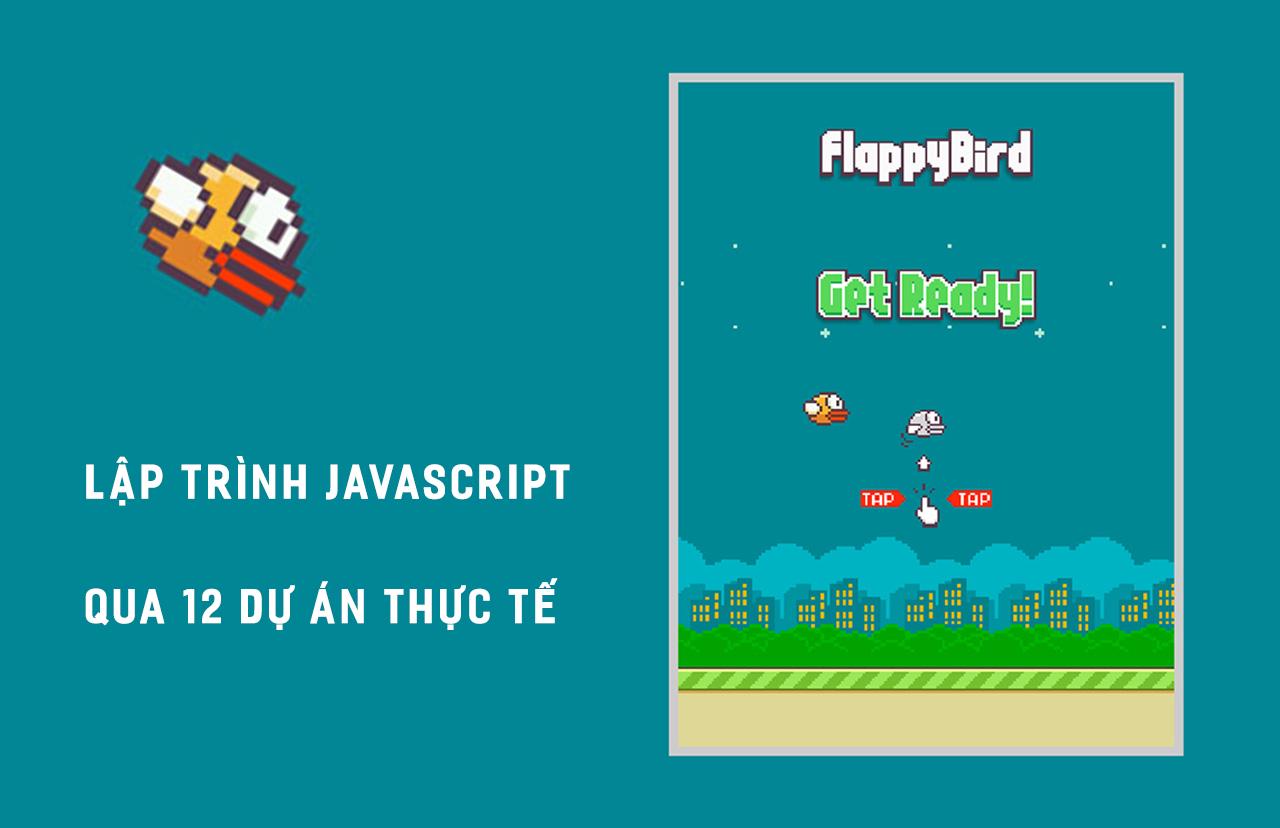 FlappyBird
Get Ready!
TAP TAP
LẬP TRÌNH JAVASCRIPT
QUA 12 DỰ ÁN THỰC TẾ